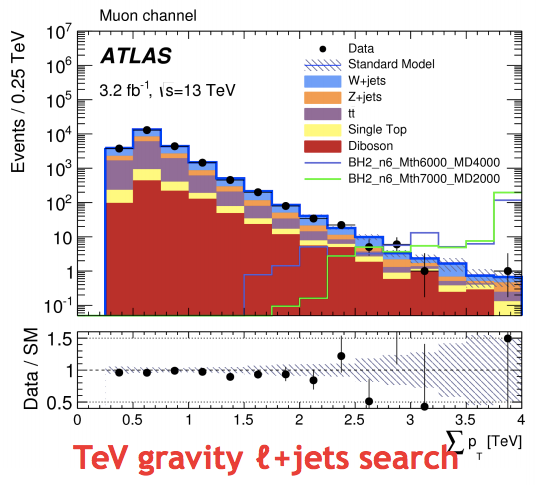 Muon channel
Events / 0.25 TeV
10⁷
10⁶
10⁵
10⁴
10³
10²
10
1
10⁻¹
ATLAS
3.2 fb⁻¹, √s=13 TeV
Data
Standard Model
W+jets
Z+jets
tt
Single Top
Diboson
BH2_n6_Mth6000_MD4000
BH2_n6_Mth7000_MD2000
Data / SM
1.5
1
0.5
0 0.5 1 1.5 2 2.5 3 3.5 4
∑ p_T [TeV]
TeV gravity ℓ+jets search